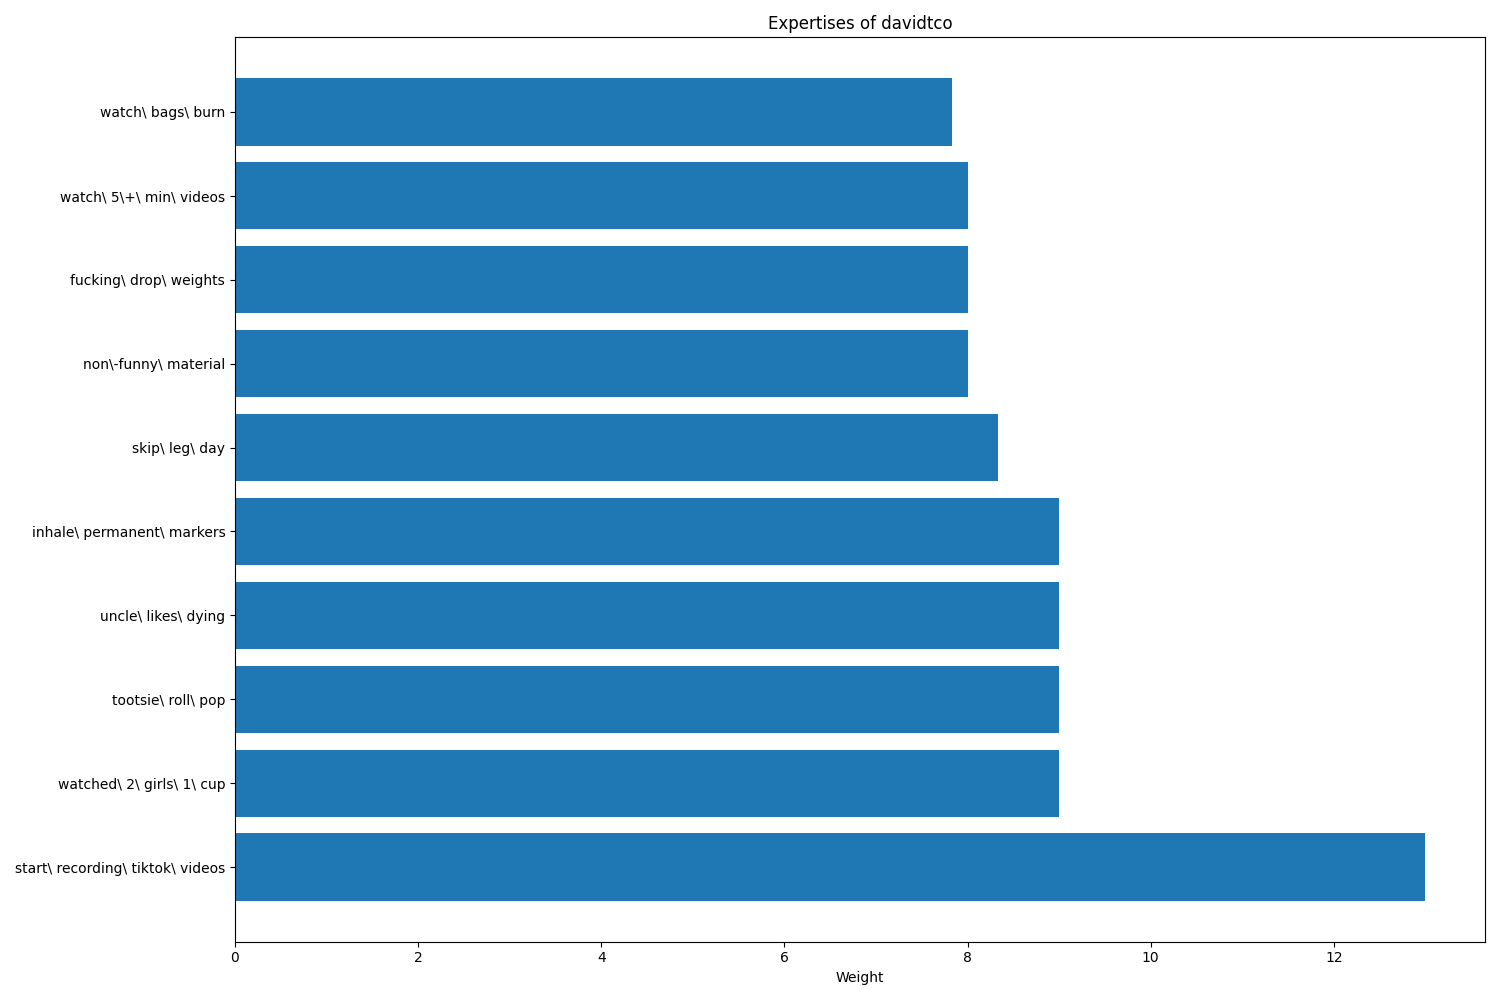 Expertises of davidtco
watch\ bags\ burn
watch\ 5\+\ min\ videos
fucking\ drop\ weights
non\-funny\ material
skip\ leg\ day
inhale\ permanent\ markers
uncle\ likes\ dying
tootsie\ roll\ pop
watched\ 2\ girls\ 1\ cup
start\ recording\ tiktok\ videos
0 2 4 6 8 10 12
Weight